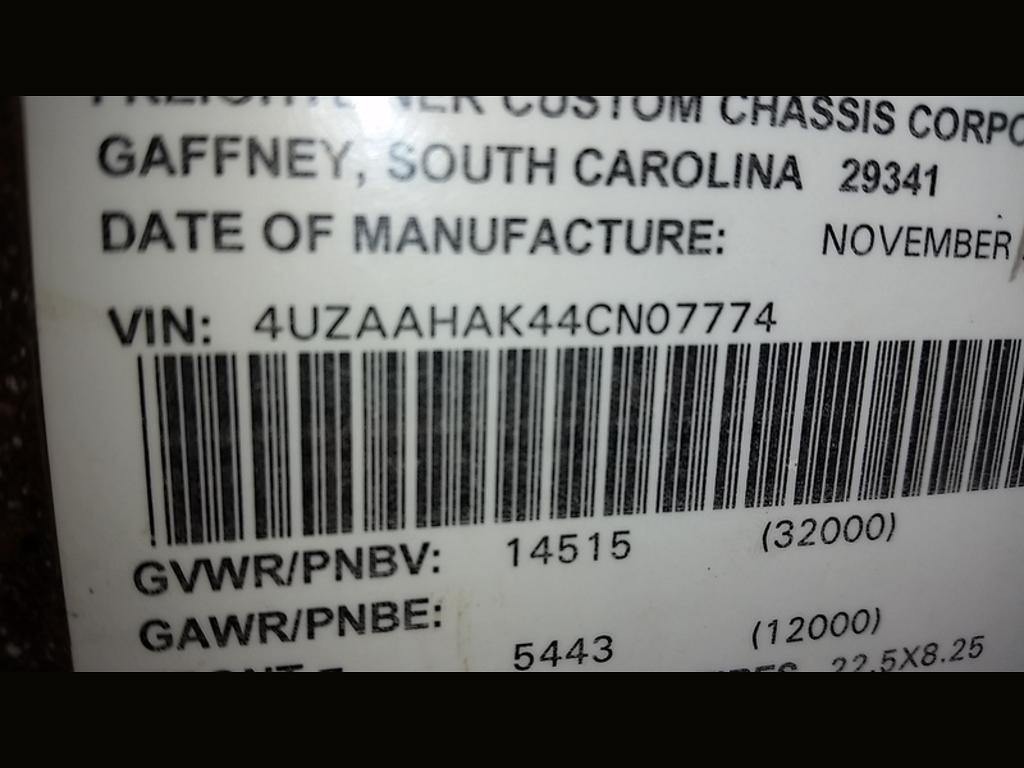 CUSTOM CHASSIS
GAFFNEY, SOUTH CAROLINA 29341
DATE OF MANUFACTURE: NOVEMBER
VIN: 4UZAAHAK44CN07774
GVWR/PNBV: 14515 (32000)
GAWR/PNBE:
5443 (12000)
22.5X8.25